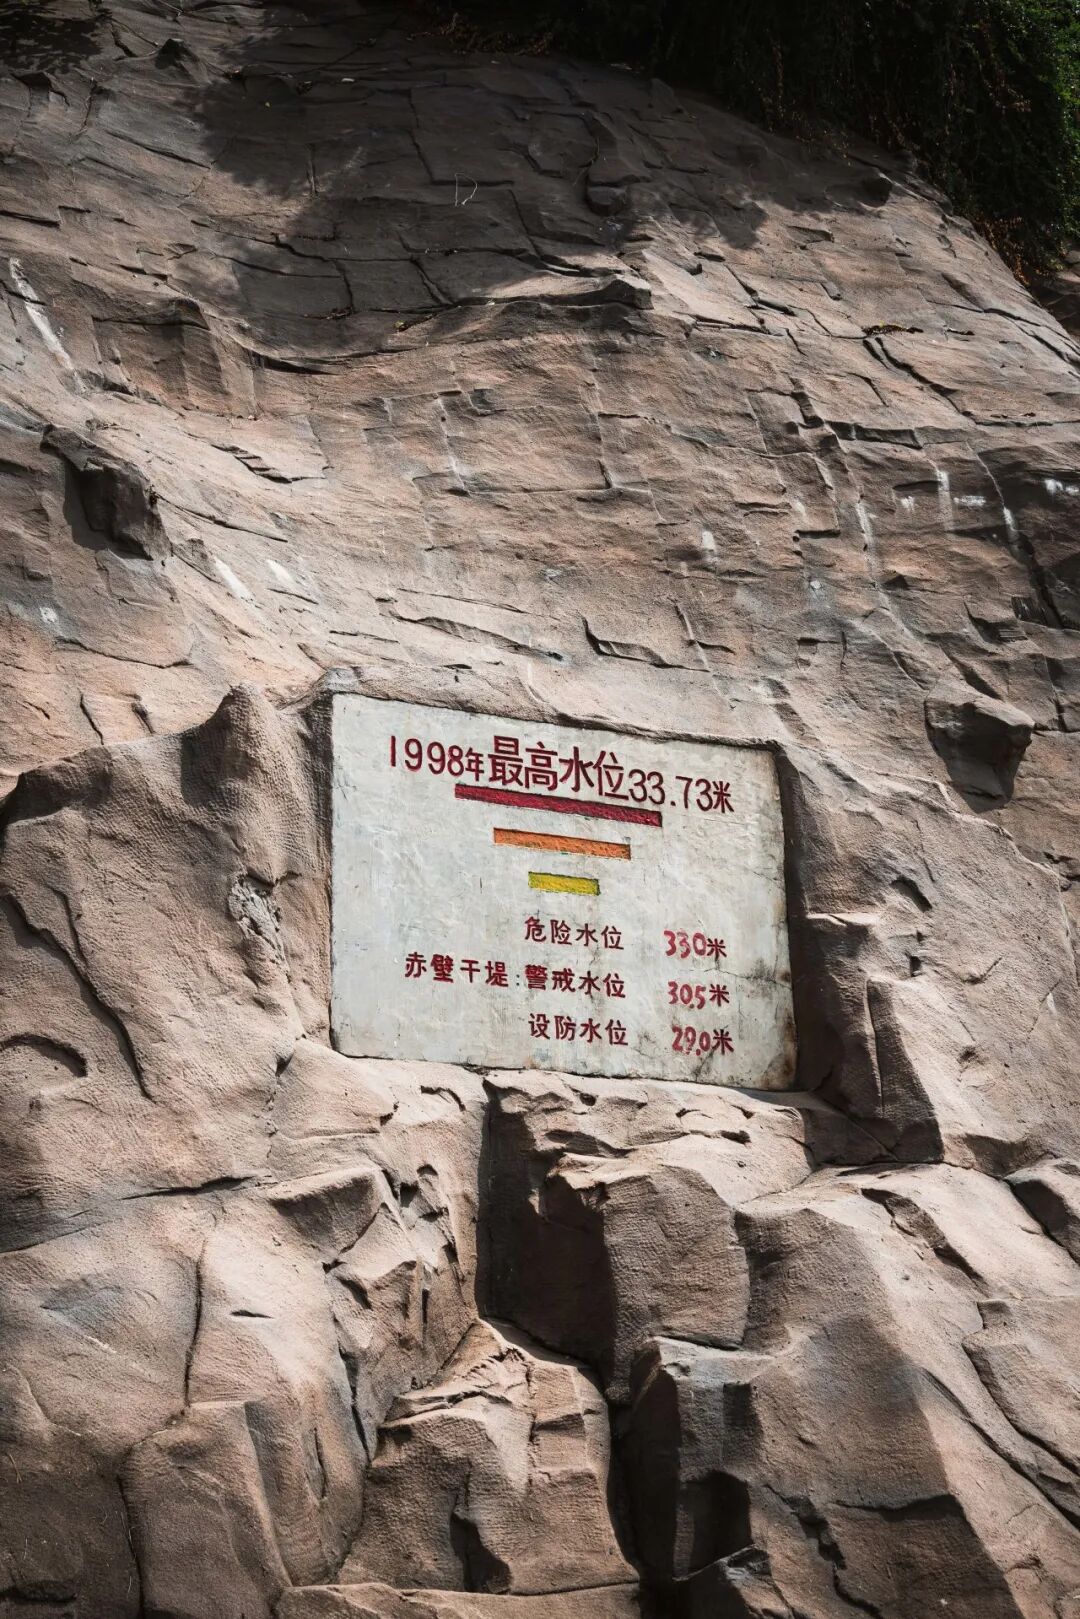 1998年最高水位33.73米
危险水位 33.0米
赤壁干堤:警戒水位 30.5米
设防水位 29.0米